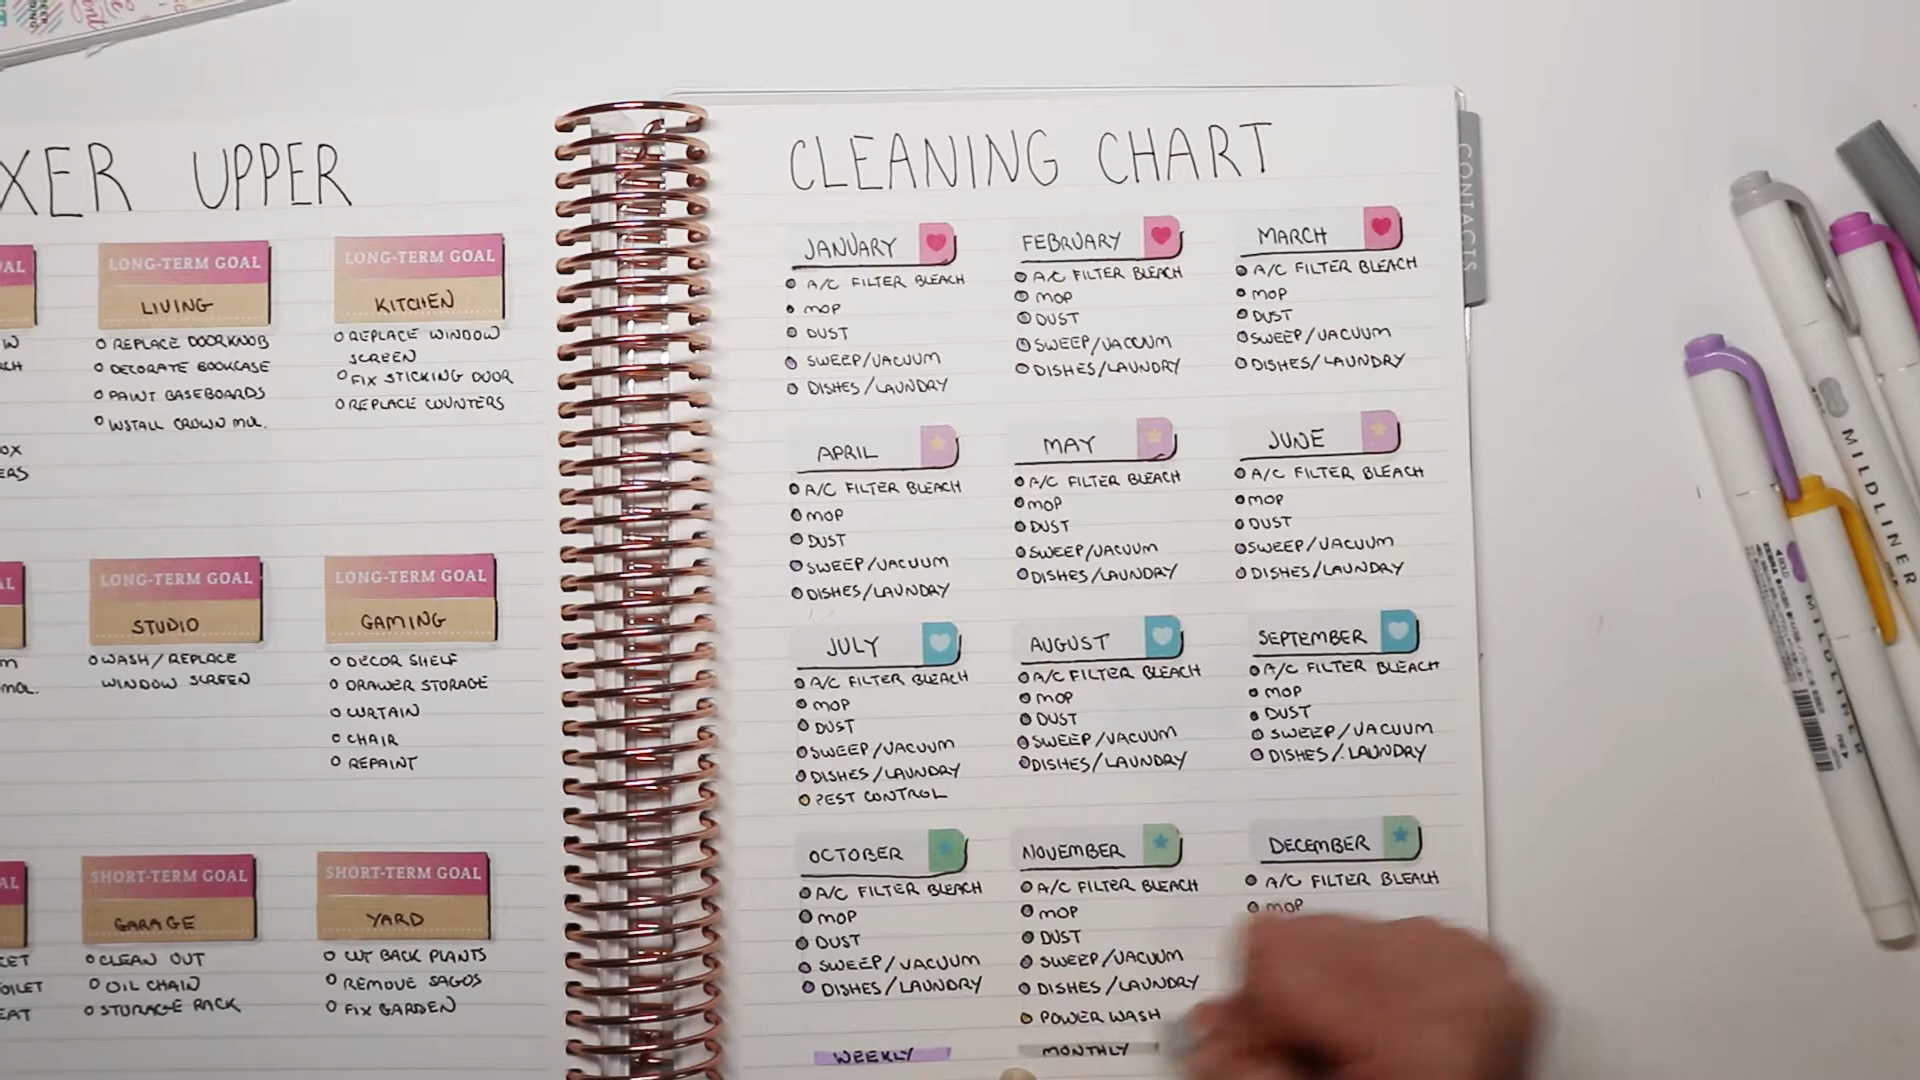 XER UPPER
LONG-TERM GOAL
LIVING
O REPLACE DOORKNOB
O DECORATE BOOKCASE
O PAINT BASEBOARDS
O INSTALL CROWN MOL.
LONG-TERM GOAL
KITCHEN
O REPLACE WINDOW
SCREEN
O FIX STICKING DOOR
O REPLACE COUNTERS
LONG-TERM GOAL
STUDIO
O WASH/REPLACE
WINDOW SCREEN
LONG-TERM GOAL
GAMING
O DECOR SHELF
O DRAWER STORAGE
O CURTAIN
O CHAIR
O REPAINT
SHORT-TERM GOAL
GARAGE
O CLEAN OUT
O OIL CHAIN
O STORAGE RACK
SHORT-TERM GOAL
YARD
O CUT BACK PLANTS
O REMOVE SAGOS
O FIX GARDEN
CLEANING CHART
JANUARY
A/C FILTER BLEACH
MOP
DUST
SWEEP/VACUUM
DISHES/LAUNDRY
FEBRUARY
A/C FILTER BLEACH
MOP
DUST
SWEEP/VACUUM
DISHES/LAUNDRY
MARCH
A/C FILTER BLEACH
MOP
DUST
SWEEP/VACUUM
DISHES/LAUNDRY
APRIL
A/C FILTER BLEACH
MOP
DUST
SWEEP/VACUUM
DISHES/LAUNDRY
MAY
A/C FILTER BLEACH
MOP
DUST
SWEEP/VACUUM
DISHES/LAUNDRY
JUNE
A/C FILTER BLEACH
MOP
DUST
SWEEP/VACUUM
DISHES/LAUNDRY
JULY
A/C FILTER BLEACH
MOP
DUST
SWEEP/VACUUM
DISHES/LAUNDRY
PEST CONTROL
AUGUST
A/C FILTER BLEACH
MOP
DUST
SWEEP/VACUUM
DISHES/LAUNDRY
SEPTEMBER
A/C FILTER BLEACH
MOP
DUST
SWEEP/VACUUM
DISHES/LAUNDRY
OCTOBER
A/C FILTER BLEACH
MOP
DUST
SWEEP/VACUUM
DISHES/LAUNDRY
NOVEMBER
A/C FILTER BLEACH
MOP
DUST
SWEEP/VACUUM
DISHES/LAUNDRY
POWER WASH
DECEMBER
A/C FILTER BLEACH
MOP
WEEKLY
MONTHLY
CONTACTS
MILDLINER
MILDLINER